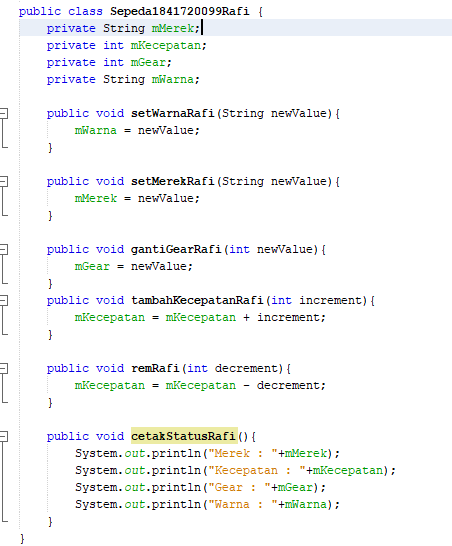 public class Sepeda1841720099Rafi {
    private String mMerek;
    private int mKecepatan;
    private int mGear;
    private String mWarna;
    public void setWarnaRafi(String newValue){
        mWarna = newValue;
    }
    public void setMerekRafi(String newValue){
        mMerek = newValue;
    }
    public void gantiGearRafi(int newValue){
        mGear = newValue;
    }
    public void tambahKecepatanRafi(int increment){
        mKecepatan = mKecepatan + increment;
    }
    public void remRafi(int decrement){
        mKecepatan = mKecepatan - decrement;
    }
    public void cetakStatusRafi(){
        System.out.println("Merek : "+mMerek);
        System.out.println("Kecepatan : "+mKecepatan);
        System.out.println("Gear : "+mGear);
        System.out.println("Warna : "+mWarna);
    }
}